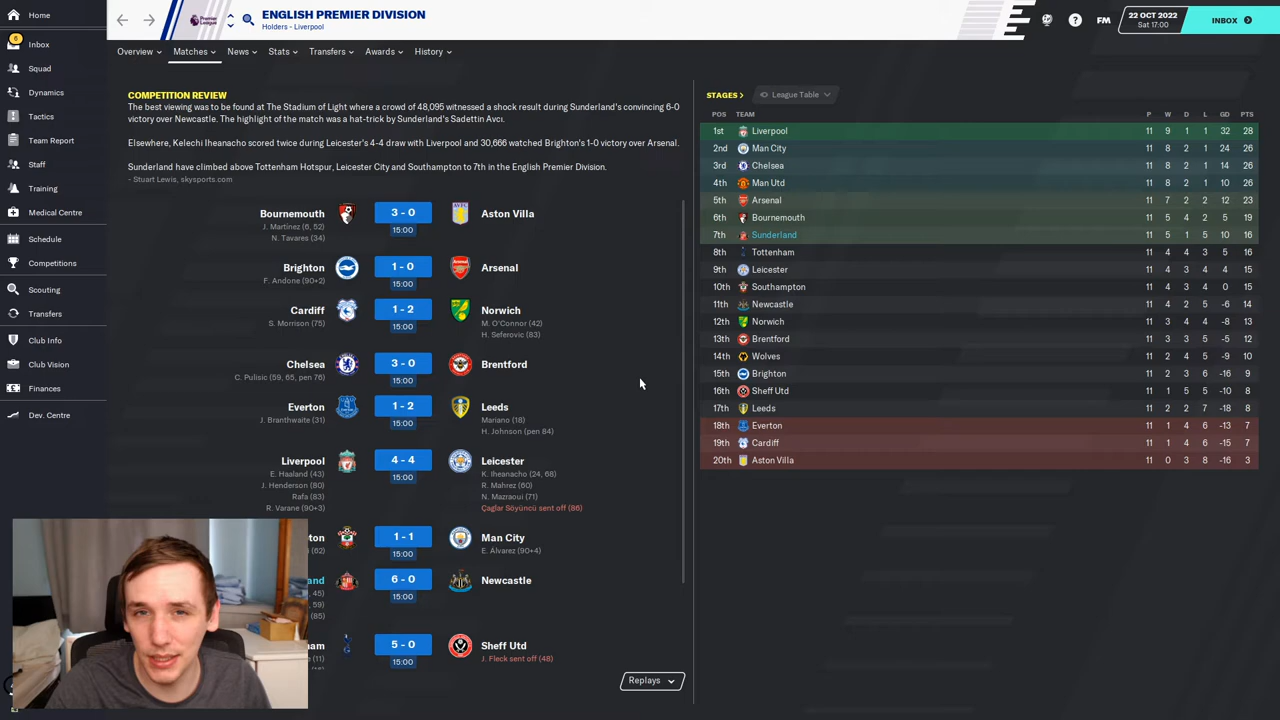 Home
ENGLISH PREMIER DIVISION
Holders - Liverpool
FM
22 OCT 2022
Sat 17:00
INBOX
6
Inbox
Squad
Dynamics
Tactics
Team Report
Staff
Training
Medical Centre
Schedule
Competitions
Scouting
Transfers
Club Info
Club Vision
Finances
Dev. Centre
Overview Matches News Stats Transfers Awards History
COMPETITION REVIEW
The best viewing was to be found at The Stadium of Light where a crowd of 48,095 witnessed a shock result during Sunderland's convincing 6-0
victory over Newcastle. The highlight of the match was a hat-trick by Sunderland's Sadettin Avcı.
Elsewhere, Kelechi Iheanacho scored twice during Leicester's 4-4 draw with Liverpool and 30,666 watched Brighton's 1-0 victory over Arsenal.
Sunderland have climbed above Tottenham Hotspur, Leicester City and Southampton to 7th in the English Premier Division.
- Stuart Lewis, skysports.com
Bournemouth 3 - 0 Aston Villa
J. Martínez (6, 52) 15:00
N. Tavares (34)
Brighton 1 - 0 Arsenal
F. Andone (90+2) 15:00
Cardiff 1 - 2 Norwich
S. Morrison (75) 15:00 M. O'Connor (42)
H. Seferovic (83)
Chelsea 3 - 0 Brentford
C. Pulisic (59, 65, pen 76) 15:00
Everton 1 - 2 Leeds
J. Branthwaite (31) 15:00 Mariano (18)
H. Johnson (pen 84)
Liverpool 4 - 4 Leicester
E. Haaland (43) 15:00 K. Iheanacho (24, 68)
J. Henderson (80) R. Mahrez (60)
Rafa (83) N. Mazraoui (71)
R. Varane (90+3) Çağlar Söyüncü sent off (86)
pton 1 - 1 Man City
(62) 15:00 E. Álvarez (90+4)
land 6 - 0 Newcastle
45) 15:00
, 59)
(85)
ham 5 - 0 Sheff Utd
(11) 15:00 J. Fleck sent off (48)
Replays
STAGES > League Table
POS TEAM P W D L GD PTS
1st Liverpool 11 9 1 1 32 28
2nd Man City 11 8 2 1 24 26
3rd Chelsea 11 8 2 1 14 26
4th Man Utd 11 8 2 1 10 26
5th Arsenal 11 7 2 2 12 23
6th Bournemouth 11 5 4 2 5 19
7th Sunderland 11 5 1 5 10 16
8th Tottenham 11 4 4 3 5 16
9th Leicester 11 4 3 4 4 15
10th Southampton 11 4 3 4 0 15
11th Newcastle 11 4 2 5 -6 14
12th Norwich 11 3 4 4 -8 13
13th Brentford 11 3 3 5 -5 12
14th Wolves 11 2 4 5 -9 10
15th Brighton 11 2 3 6 -16 9
16th Sheff Utd 11 1 5 5 -10 8
17th Leeds 11 2 2 7 -18 8
18th Everton 11 1 4 6 -13 7
19th Cardiff 11 1 4 6 -15 7
20th Aston Villa 11 0 3 8 -16 3